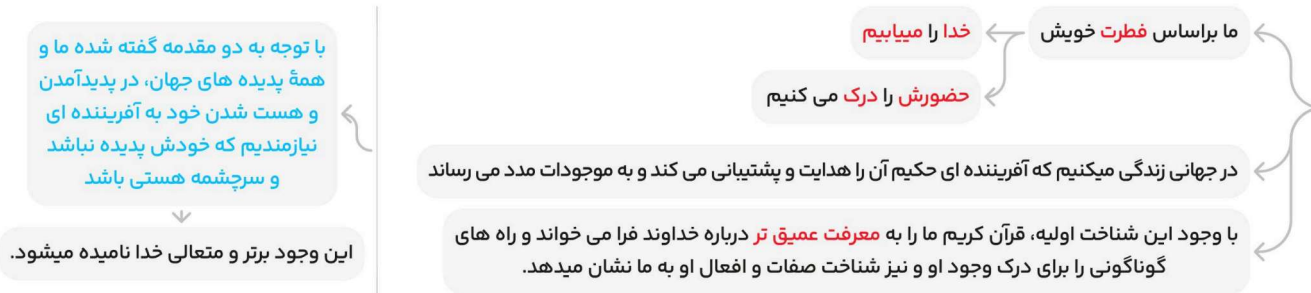 ما براساس فطرت خویش
خدا را مییابیم
حضورش را درک می کنیم
در جهانی زندگی میکنیم که آفریننده ای حکیم آن را هدایت و پشتیبانی می کند و به موجودات مدد می رساند
با وجود این شناخت اولیه، قرآن کریم ما را به معرفت عمیق تر درباره خداوند فرا می خواند و راه های
گوناگونی را برای درک وجود او و نیز شناخت صفات و افعال او به ما نشان میدهد.
با توجه به دو مقدمه گفته شده ما و
همۀ پدیده های جهان، در پدیدآمدن
و هست شدن خود به آفریننده ای
نیازمندیم که خودش پدیده نباشد
و سرچشمه هستی باشد
این وجود برتر و متعالی خدا نامیده میشود.